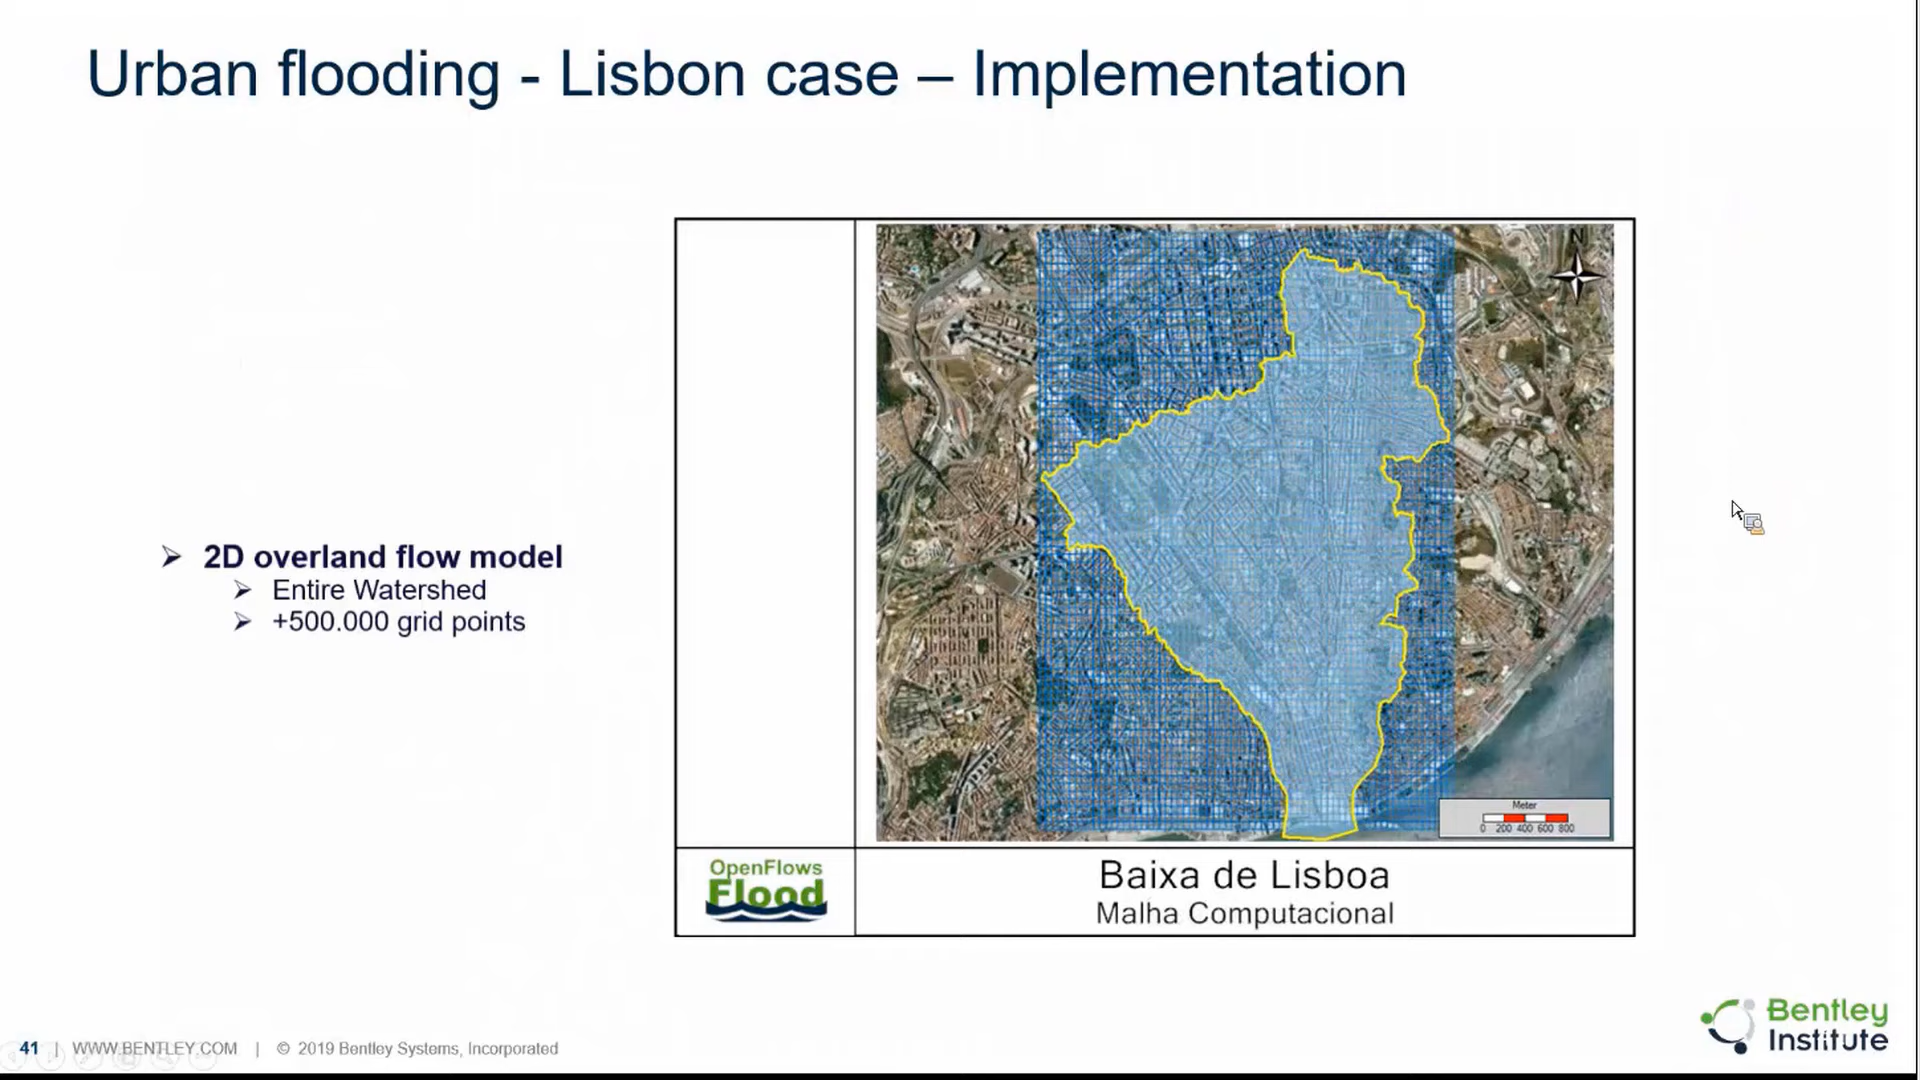 Urban flooding - Lisbon case – Implementation
➢ 2D overland flow model
➢ Entire Watershed
➢ +500.000 grid points
N
Meter
0 200 400 600 800
OpenFlows
Flood
Baixa de Lisboa
Malha Computacional
41 | WWW.BENTLEY.COM | © 2019 Bentley Systems, Incorporated
Bentley
Institute